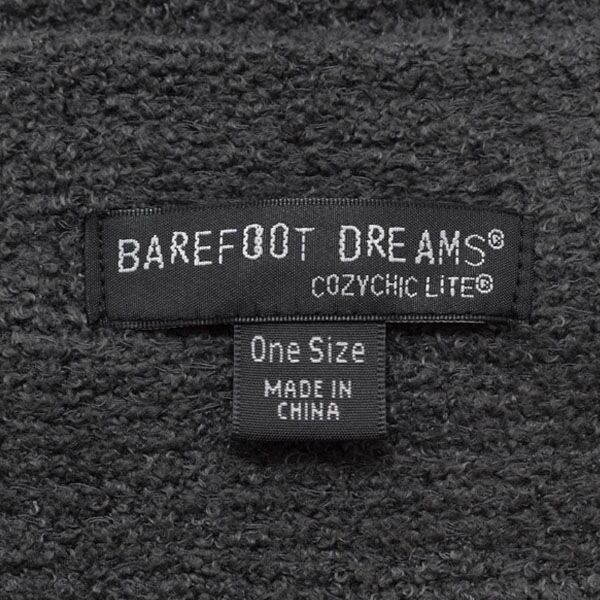 BAREFOOT DREAMS®
COZYCHIC LiTE®
One Size
MADE IN
CHINA